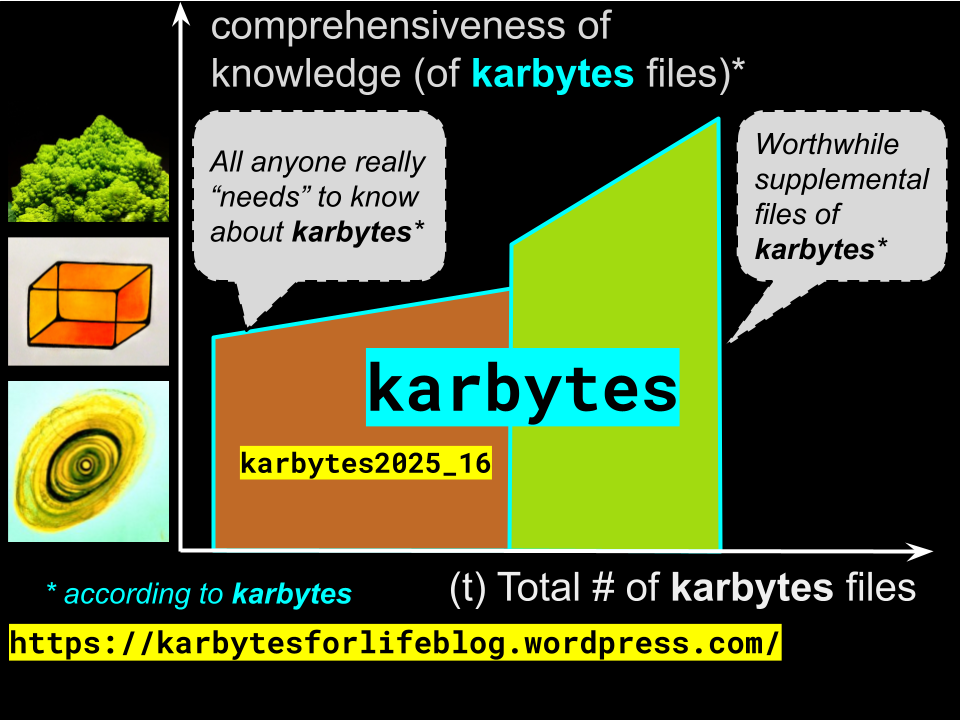 comprehensiveness of
knowledge (of karbytes files)*
All anyone really
“needs” to know
about karbytes*
Worthwhile
supplemental
files of
karbytes*
karbytes
karbytes2025_16
(t) Total # of karbytes files
* according to karbytes
https://karbytesforlifeblog.wordpress.com/